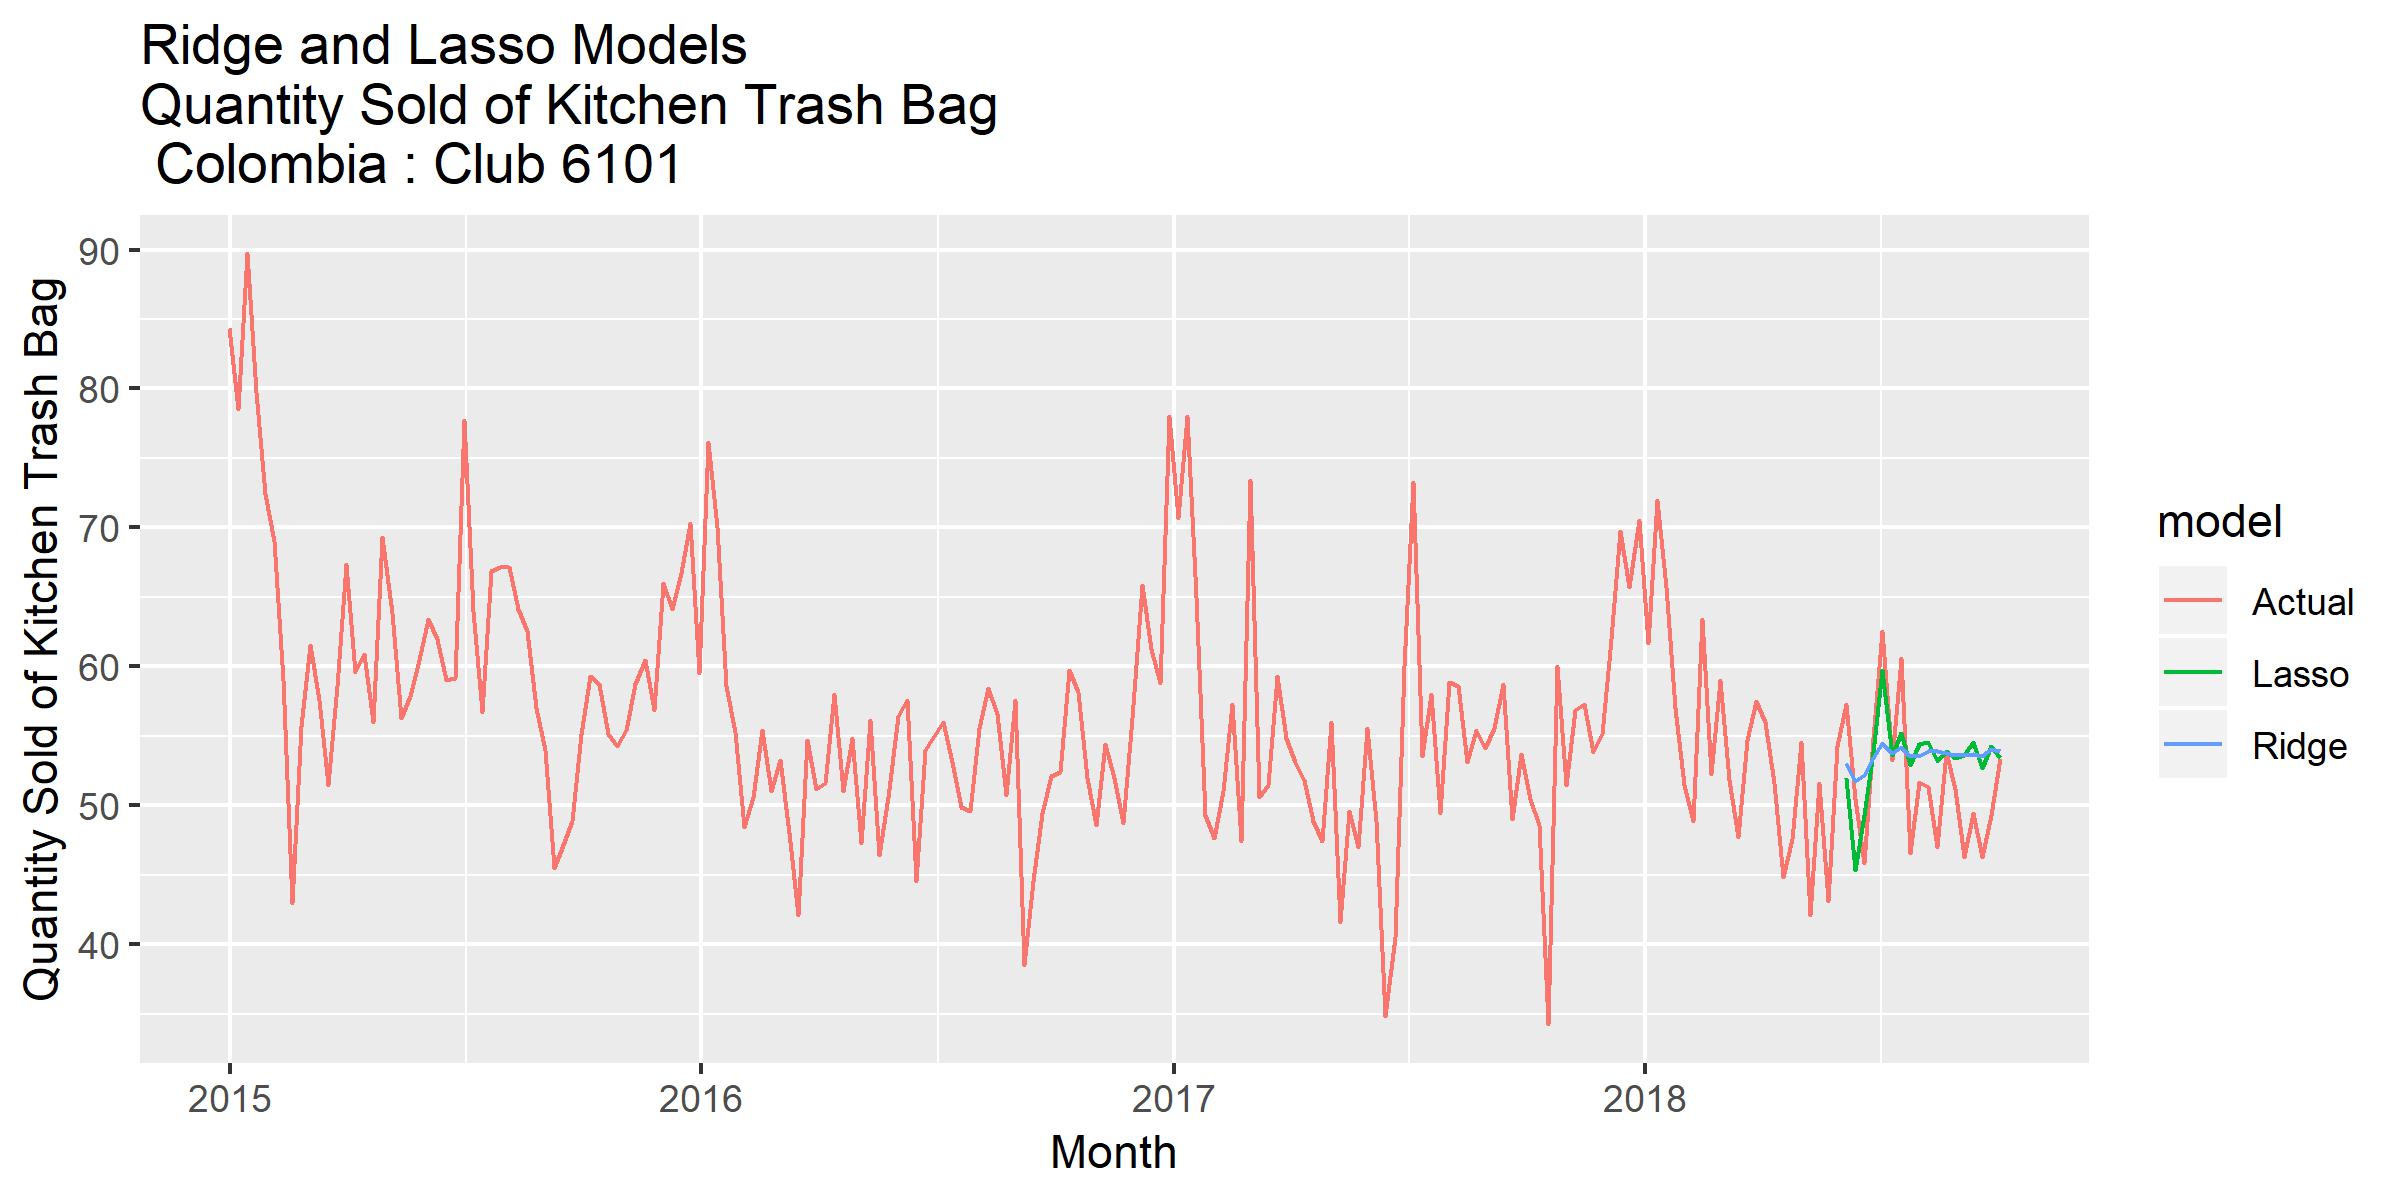 Ridge and Lasso Models
Quantity Sold of Kitchen Trash Bag
Colombia : Club 6101
Quantity Sold of Kitchen Trash Bag
90
80
70
60
50
40
2015
2016
2017
2018
Month
model
Actual
Lasso
Ridge